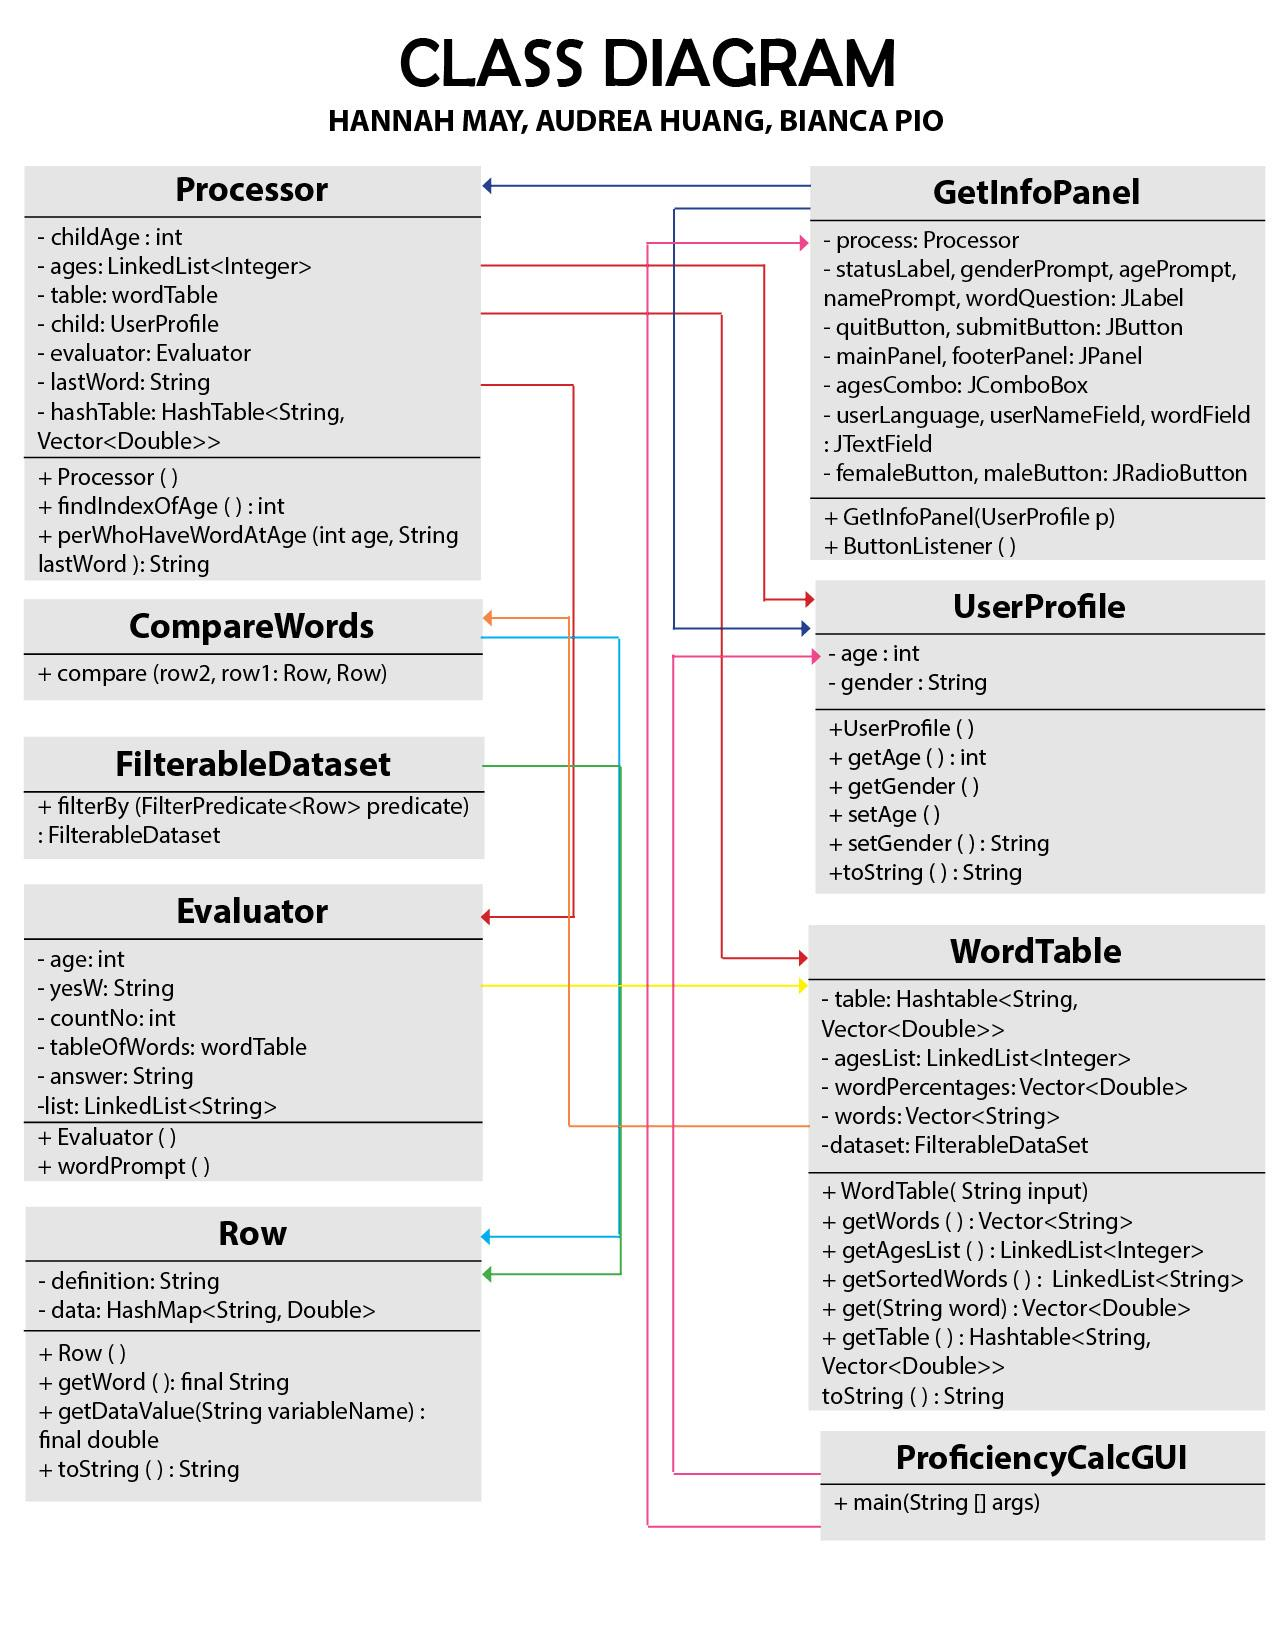 CLASS DIAGRAM
HANNAH MAY, AUDREA HUANG, BIANCA PIO
Processor
- childAge : int
- ages: LinkedList<Integer>
- table: wordTable
- child: UserProfile
- evaluator: Evaluator
- lastWord: String
- hashTable: HashTable<String,
Vector<Double>>
+ Processor ( )
+ findIndexOfAge ( ) : int
+ perWhoHaveWordAtAge (int age, String
lastWord ): String
CompareWords
+ compare (row2, row1: Row, Row)
FilterableDataset
+ filterBy (FilterPredicate<Row> predicate)
: FilterableDataset
Evaluator
- age: int
- yesW: String
- countNo: int
- tableOfWords: wordTable
- answer: String
-list: LinkedList<String>
+ Evaluator ( )
+ wordPrompt ( )
Row
- definition: String
- data: HashMap<String, Double>
+ Row ( )
+ getWord ( ): final String
+ getDataValue(String variableName) :
final double
+ toString ( ) : String
GetInfoPanel
- process: Processor
- statusLabel, genderPrompt, agePrompt,
namePrompt, wordQuestion: JLabel
- quitButton, submitButton: JButton
- mainPanel, footerPanel: JPanel
- agesCombo: JComboBox
- userLanguage, userNameField, wordField
: JTextField
- femaleButton, maleButton: JRadioButton
+ GetInfoPanel(UserProfile p)
+ ButtonListener ( )
UserProfile
- age : int
- gender : String
+UserProfile ( )
+ getAge ( ) : int
+ getGender ( )
+ setAge ( )
+ setGender ( ) : String
+toString ( ) : String
WordTable
- table: Hashtable<String,
Vector<Double>>
- agesList: LinkedList<Integer>
- wordPercentages: Vector<Double>
- words: Vector<String>
-dataset: FilterableDataSet
+ WordTable( String input)
+ getWords ( ) : Vector<String>
+ getAgesList ( ) : LinkedList<Integer>
+ getSortedWords ( ) :  LinkedList<String>
+ get(String word) : Vector<Double>
+ getTable ( ) : Hashtable<String,
Vector<Double>>
toString ( ) : String
ProficiencyCalcGUI
+ main(String [] args)